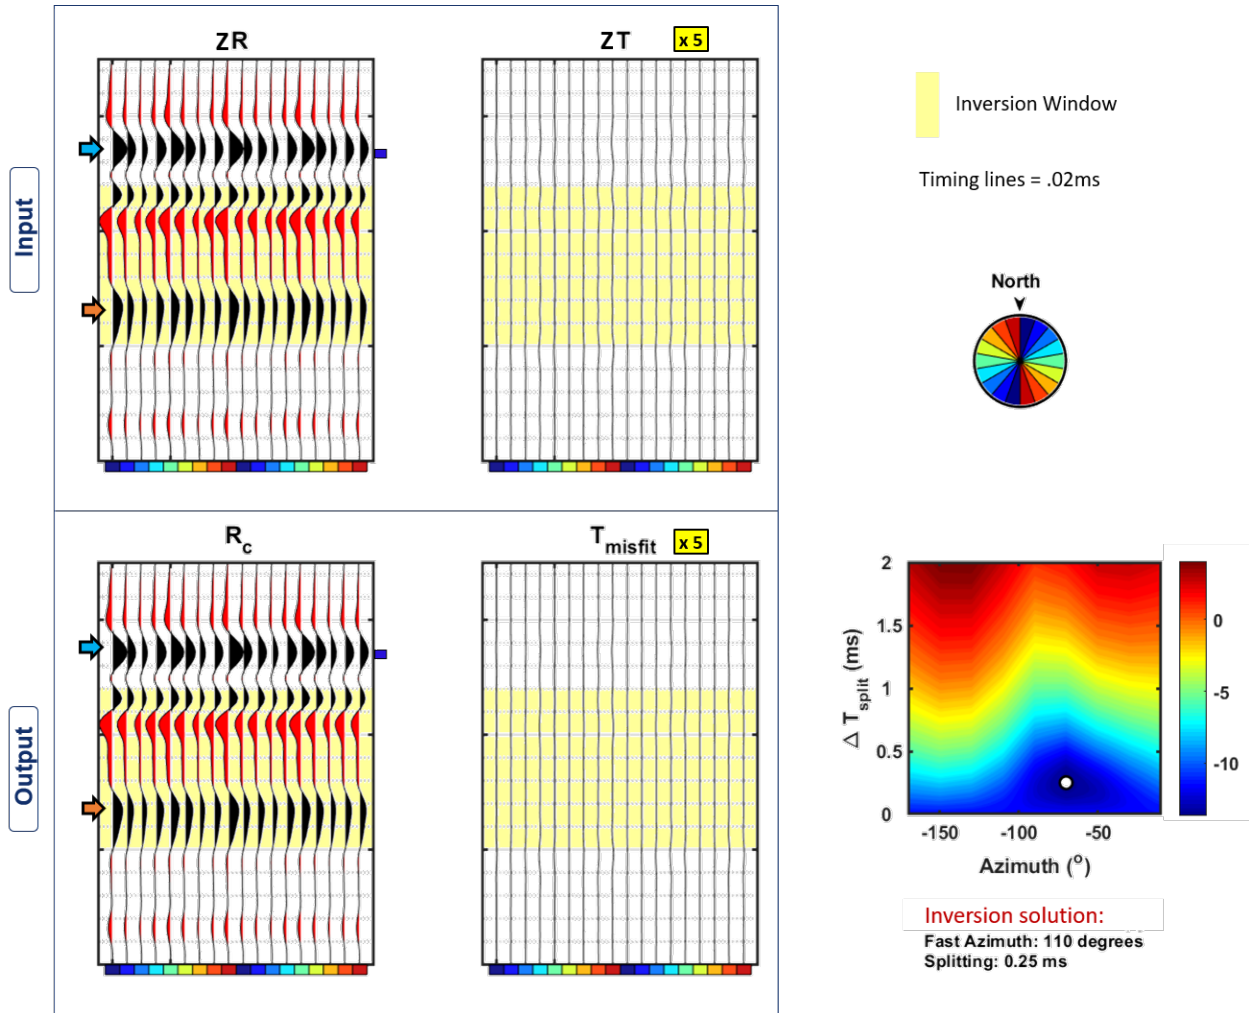 ZR
ZT
x 5
Input
Inversion Window
Timing lines = .02ms
North
Rc
Tmisfit
x 5
Output
2
1.5
1
0.5
0
Δ Tsplit (ms)
-150
-100
-50
Azimuth (o)
0
-5
-10
Inversion solution:
Fast Azimuth: 110 degrees
Splitting: 0.25 ms